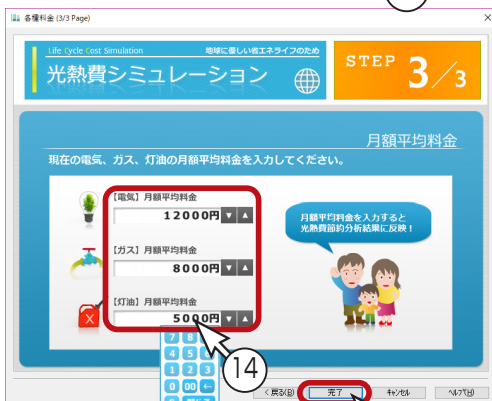 各種料金 (3/3 Page)
Life Cycle Cost Simulation
地球に優しい省エネライフのため
光熱費シミュレーション
STEP 3/3
月額平均料金
現在の電気、ガス、灯油の月額平均料金を入力してください。
【電気】月額平均料金
12000円
【ガス】月額平均料金
8000円
【灯油】月額平均料金
5000円
月額平均料金を入力すると
光熱費節約分析結果に反映!
7 8
4 5 6
1 2 3
0 00 ←
14
< 戻る(B)
完了
キャンセル
ヘルプ(H)